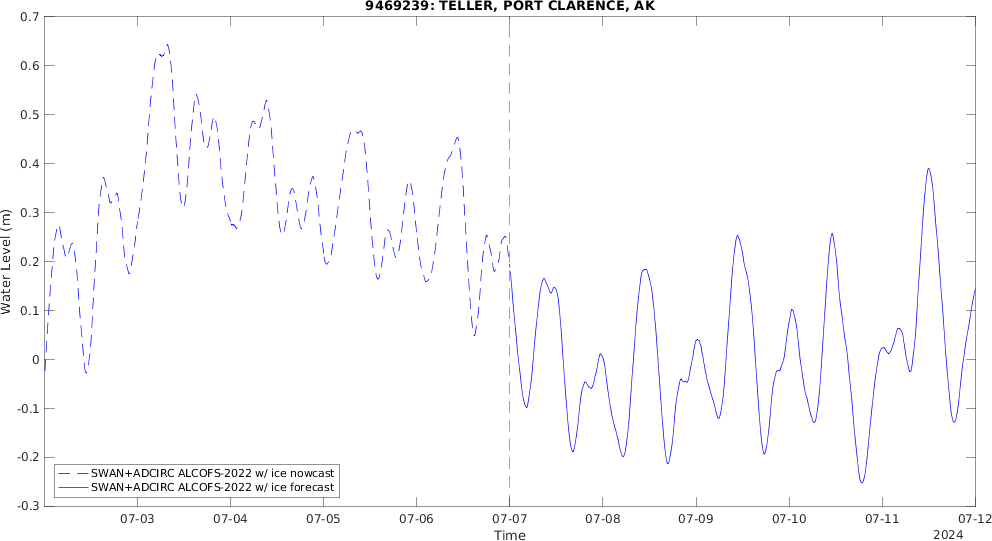 9469239: TELLER, PORT CLARENCE, AK
Water Level (m)
0.7
0.6
0.5
0.4
0.3
0.2
0.1
0
-0.1
-0.2
-0.3
SWAN+ADCIRC ALCOFS-2022 w/ ice nowcast
SWAN+ADCIRC ALCOFS-2022 w/ ice forecast
07-03 07-04 07-05 07-06 07-07 07-08 07-09 07-10 07-11 07-12
Time
2024